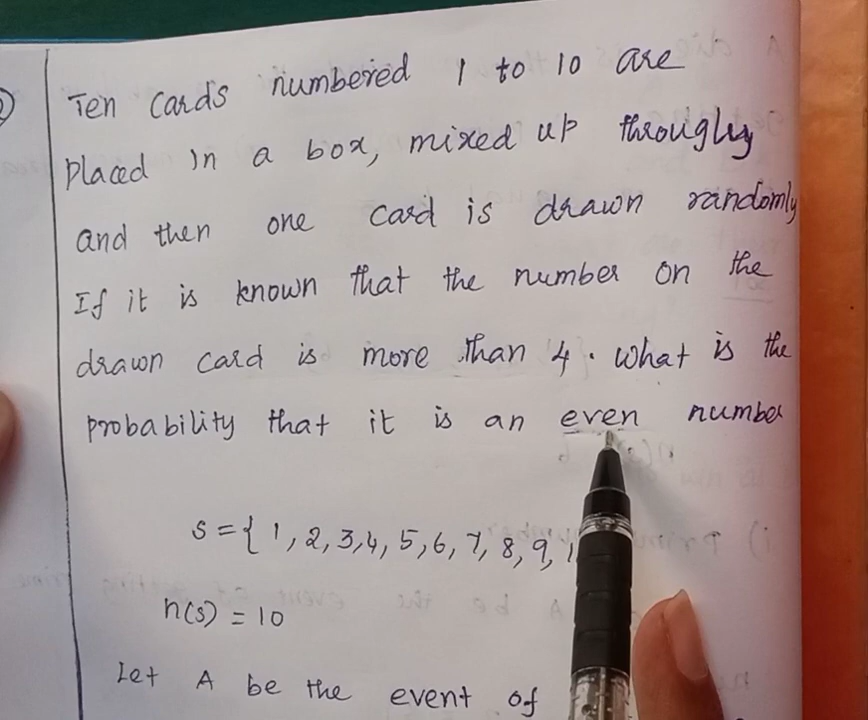 Ten Cards numbered 1 to 10 are
placed in a box, mixed up througly
and then one card is drawn randomly
If it is known that the number on the
drawn card is more than 4. what is the
probability that it is an even number
S = { 1, 2, 3, 4, 5, 6, 7, 8, 9, 1
n(s) = 10
Let A be the event of